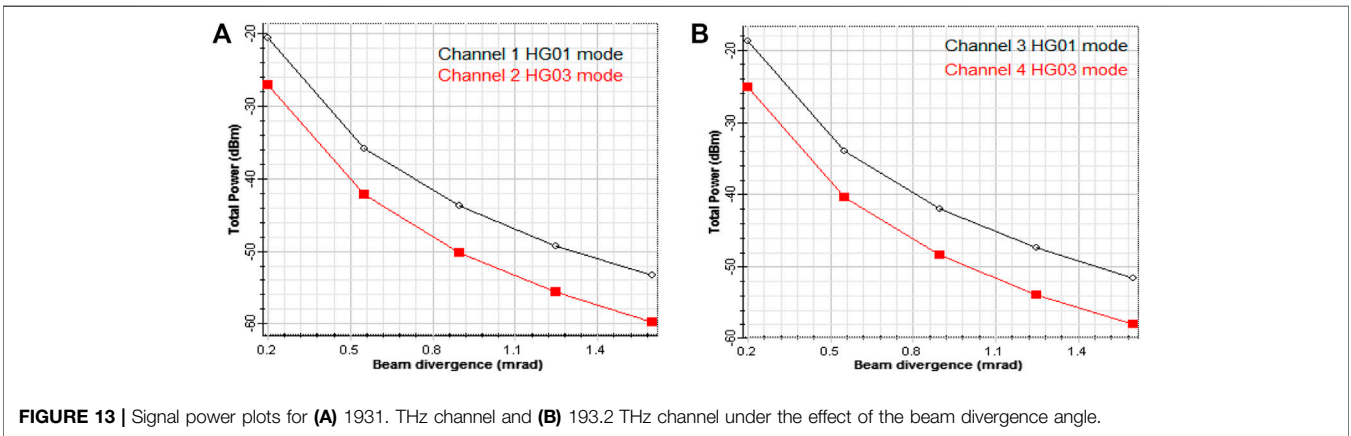 A
Channel 1 HG01 mode
Channel 2 HG03 mode
Total Power (dBm)
-20
-30
-40
-50
-60
0.2 0.5 0.8 1.1 1.4
Beam divergence (mrad)
B
Channel 3 HG01 mode
Channel 4 HG03 mode
Total Power (dBm)
-20
-30
-40
-50
-60
0.2 0.5 0.8 1.1 1.4
Beam divergence (mrad)
FIGURE 13 | Signal power plots for (A) 1931. THz channel and (B) 193.2 THz channel under the effect of the beam divergence angle.